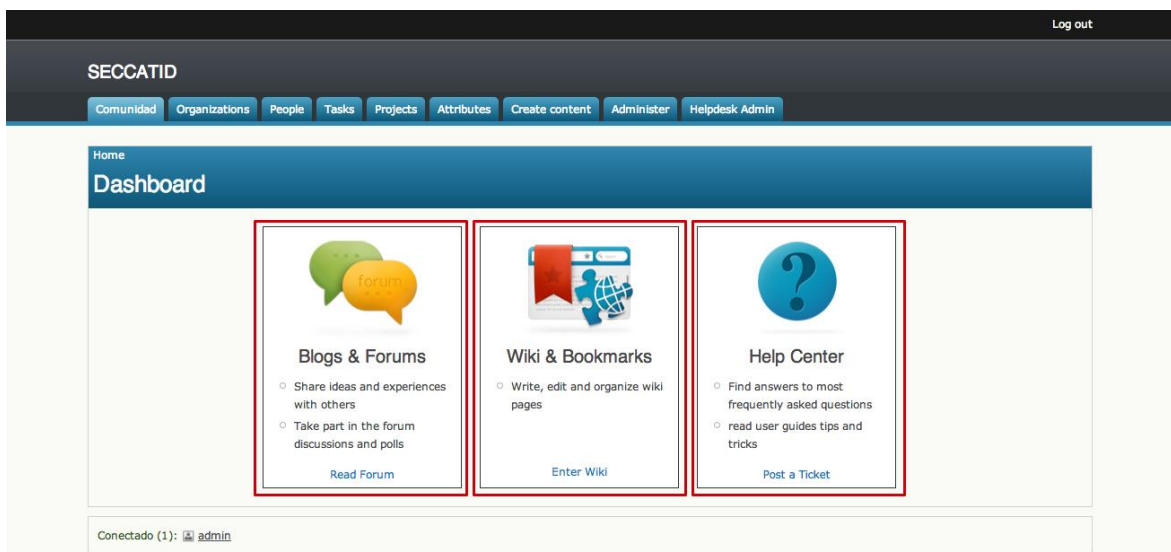 Log out
SECCATID
Comunidad Organizations People Tasks Projects Attributes Create content Administer Helpdesk Admin
Home
Dashboard
forum
Blogs & Forums
Share ideas and experiences
with others
Take part in the forum
discussions and polls
Read Forum
Wiki & Bookmarks
Write, edit and organize wiki
pages
Enter Wiki
?
Help Center
Find answers to most
frequently asked questions
read user guides tips and
tricks
Post a Ticket
Conectado (1): admin